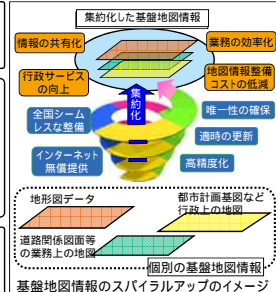 集約化した基盤地図情報
情報の共有化
業務の効率化
行政サービス
の向上
地図情報整備
コストの低減
集約化
全国シーム
レスな整備
唯一性の確保
適時の更新
インターネット
無償提供
高精度化
地形図データ
都市計画基図など
行政上の地図
道路関係図面等
の業務上の地図
個別の基盤地図情報
基盤地図情報のスパイラルアップのイメージ